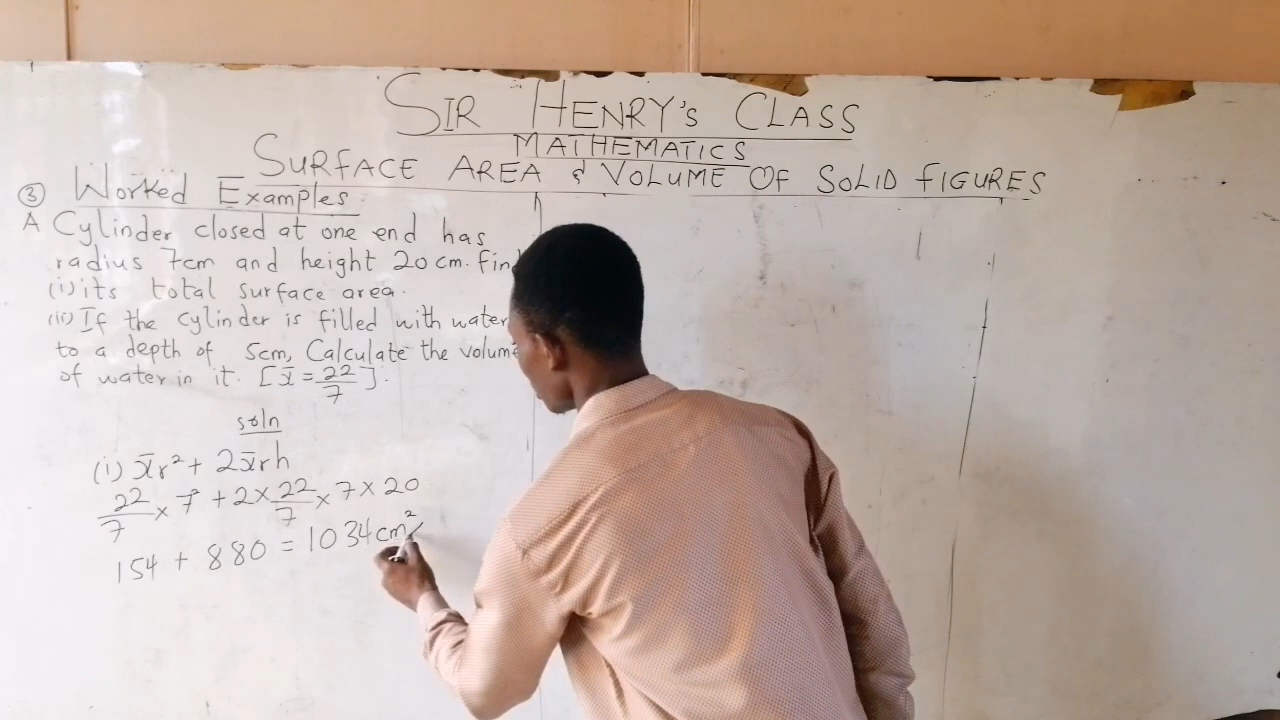 SIR HENRY's CLASS
MATHEMATICS
SURFACE AREA & VOLUME OF SOLID FIGURES
③ Worked Examples.
A Cylinder closed at one end has
radius 7cm and height 20cm. find
(i) its total surface area.
(ii) If the cylinder is filled with water
to a depth of 5cm, Calculate the volume
of water in it. [π = 22/7].
soln
(i) πr² + 2πrh
22/7 × 7 + 2 × 22/7 × 7 × 20
154 + 880 = 1034cm²